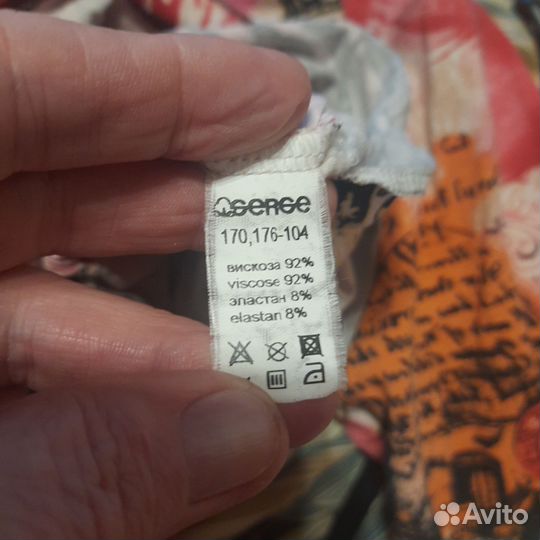 serge
170,176-104
вискоза 92%
viscose 92%
эластан 8%
elastan 8%
Avito